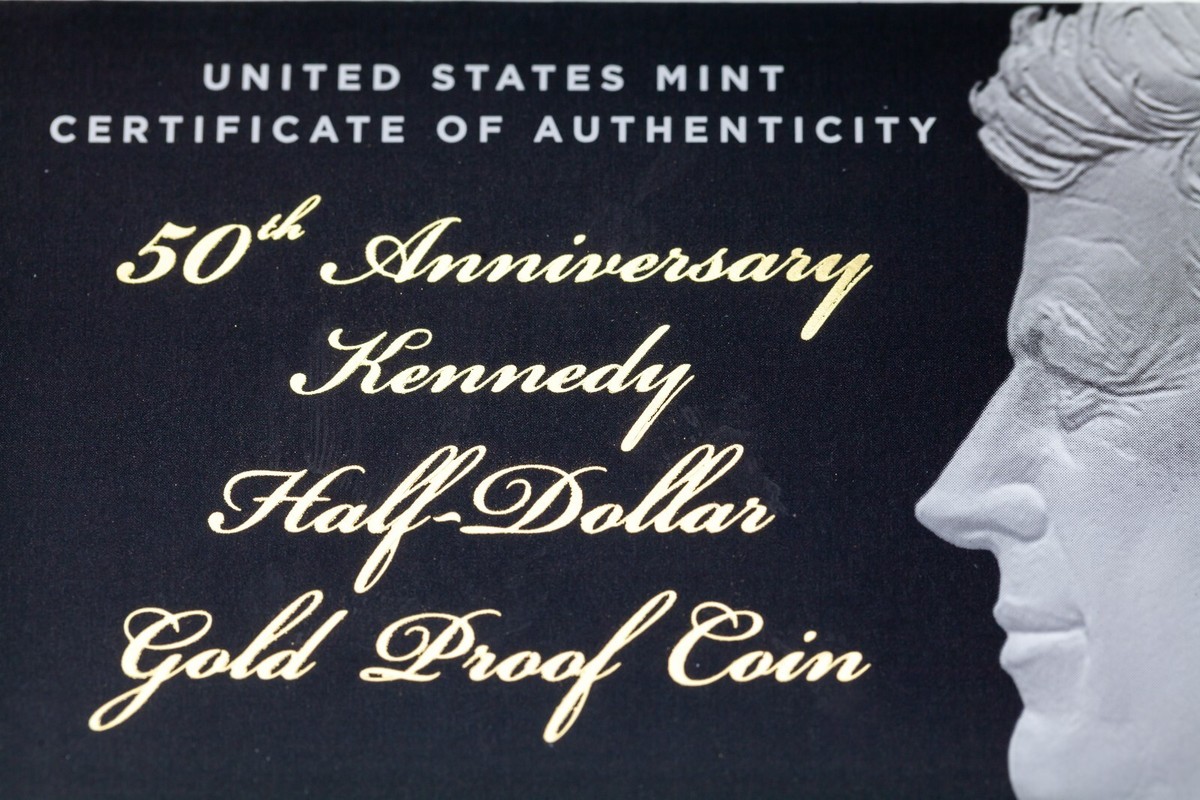 UNITED STATES MINT
CERTIFICATE OF AUTHENTICITY
50th Anniversary
Kennedy
Half-Dollar
Gold Proof Coin